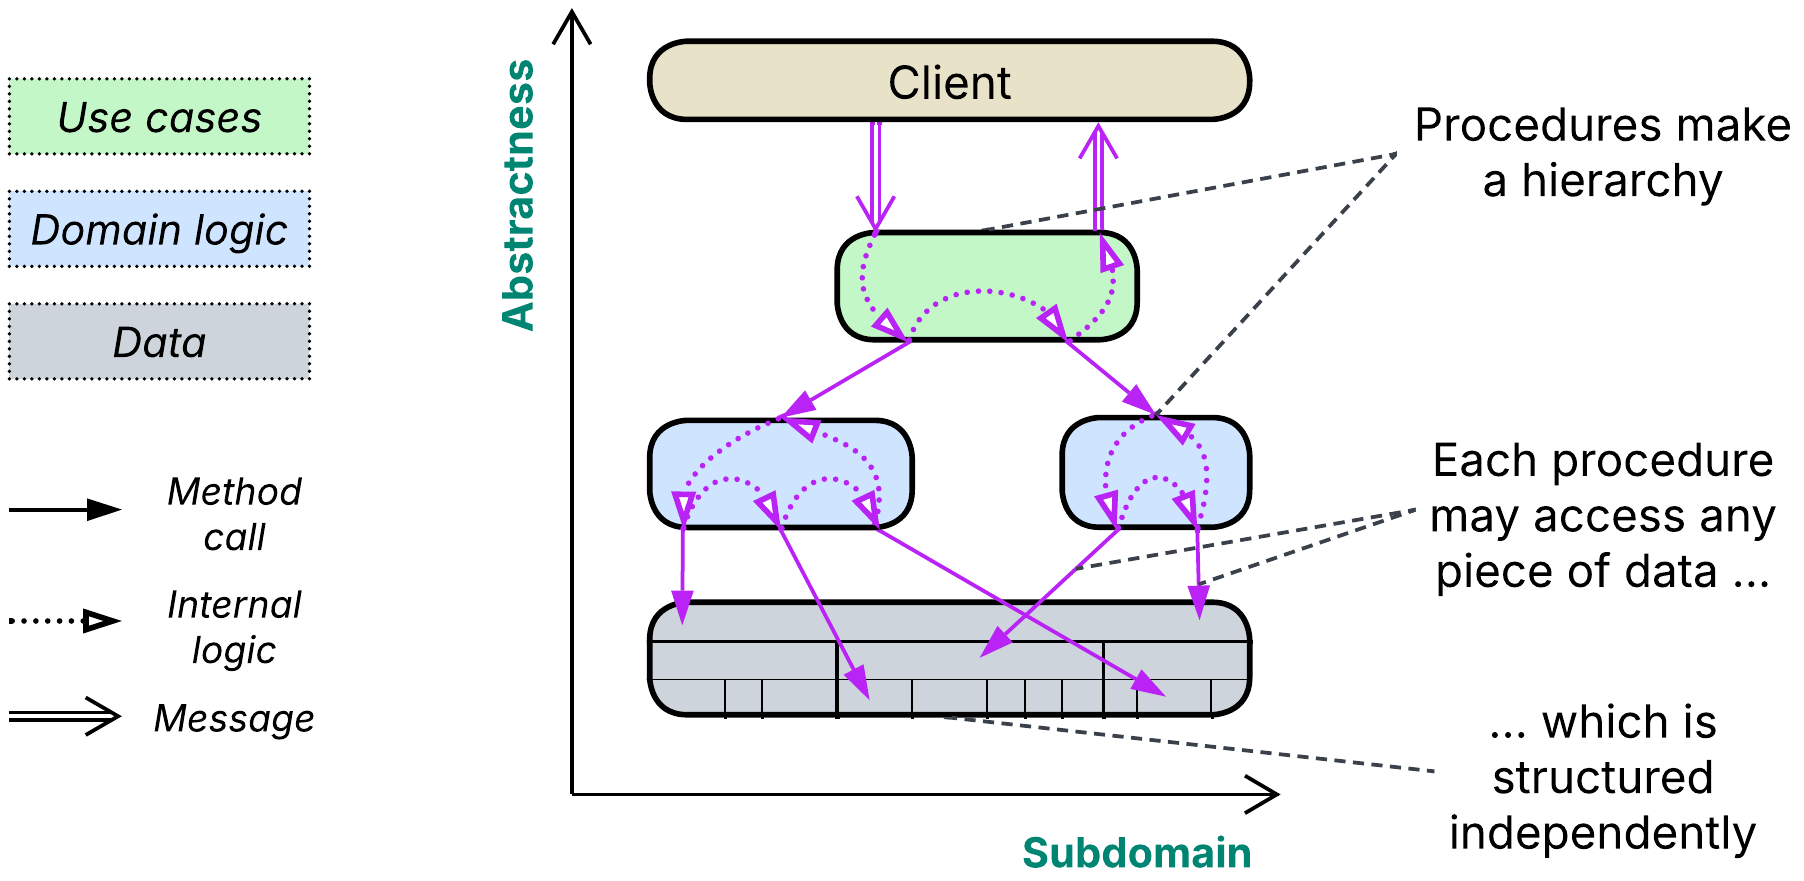 Use cases
Domain logic
Data
Method
call
Internal
logic
Message
Abstractness
Client
Subdomain
Procedures make
a hierarchy
Each procedure
may access any
piece of data ...
... which is
structured
independently